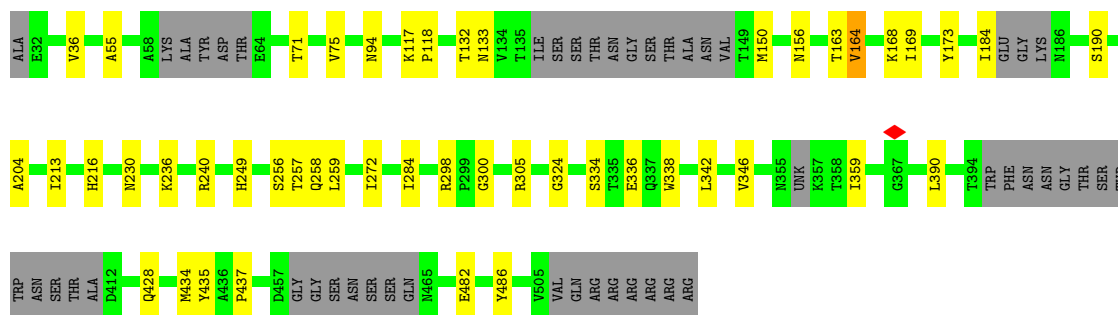 ALA E32 V36 A55 A58 LYS ALA TYR ASP THR E64 T71 V75 N94 K117 P118 T132 N133 V134 T135 ILE SER SER THR ASN GLY SER THR ALA ASN VAL T149 M150 N156 T163 V164 K168 I169 Y173 I184 GLU GLY LYS N186 S190
A204 I213 H216 N230 K236 R240 H249 S256 T257 Q258 L259 I272 I284 R298 P299 G300 R305 G324 S334 T335 E336 Q337 W338 L342 V346 N355 UNK K357 T358 I359 G367 L390 T394 TRP PHE ASN ASN GLY THR SER
TRP ASN SER THR ALA D412 Q428 M434 Y435 A436 P437 D457 GLY GLY SER ASN SER SER GLN N465 E482 Y486 V505 VAL GLN ARG ARG ARG ARG ARG ARG